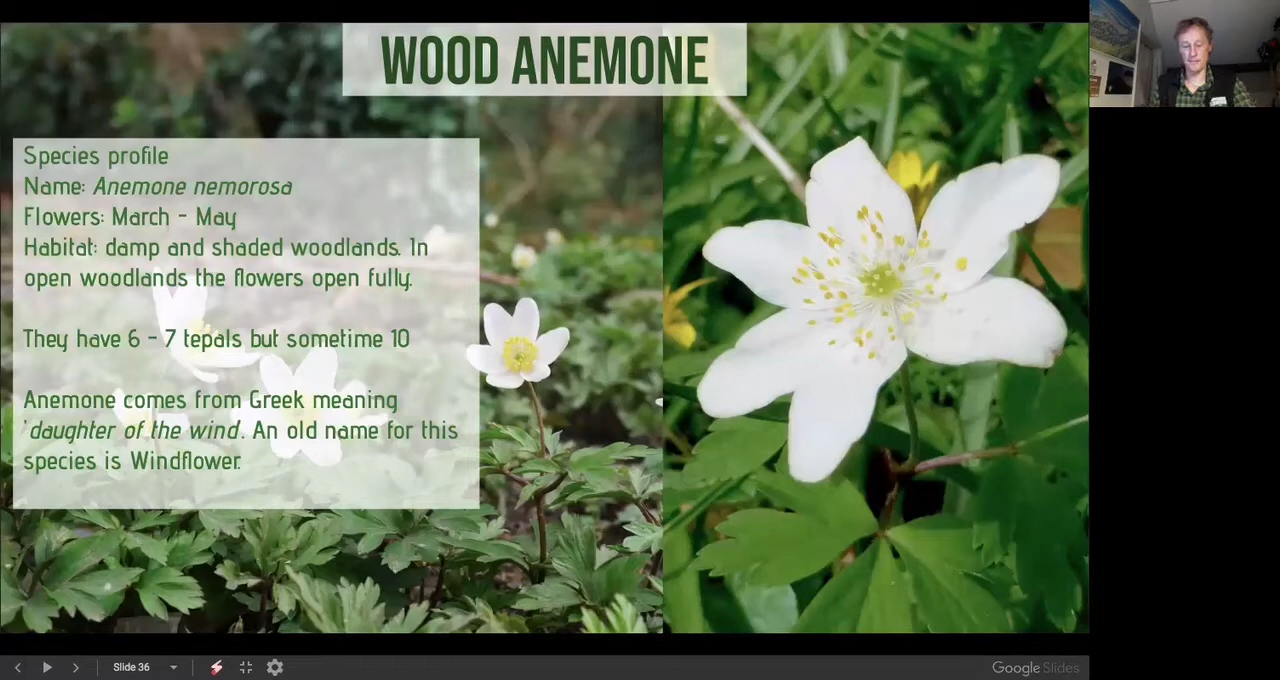 WOOD ANEMONE
Species profile
Name: Anemone nemorosa
Flowers: March - May
Habitat: damp and shaded woodlands. In
open woodlands the flowers open fully.
They have 6 - 7 tepals but sometime 10
Anemone comes from Greek meaning
'daughter of the wind'. An old name for this
species is Windflower.
Slide 36
Google Slides